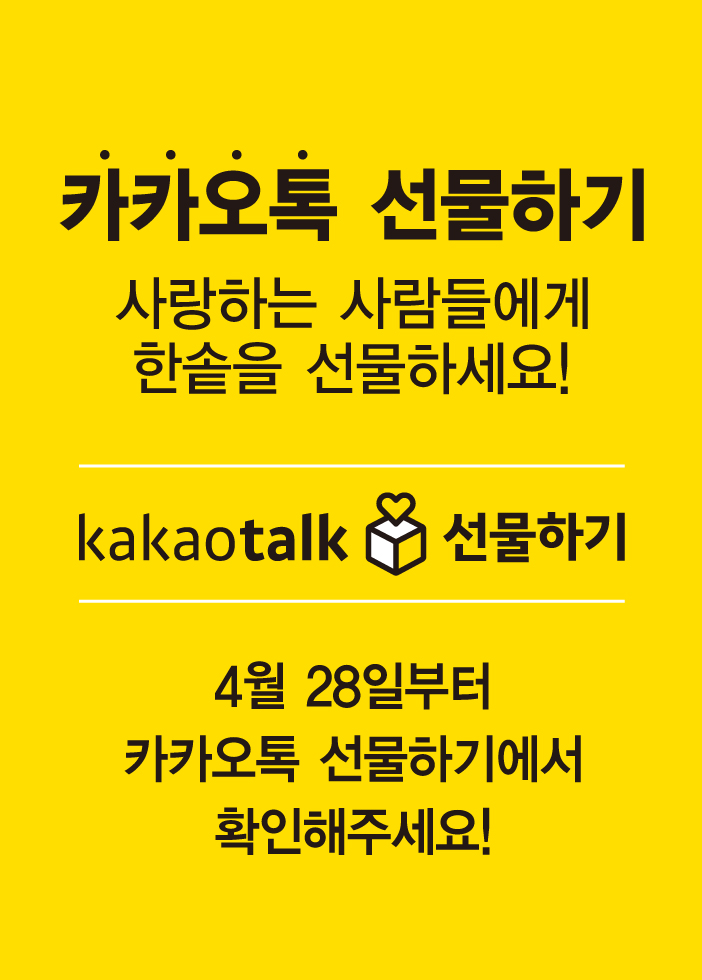 카카오톡 선물하기
사랑하는 사람들에게
한솥을 선물하세요!
kakaotalk 선물하기
4월 28일부터
카카오톡 선물하기에서
확인해주세요!